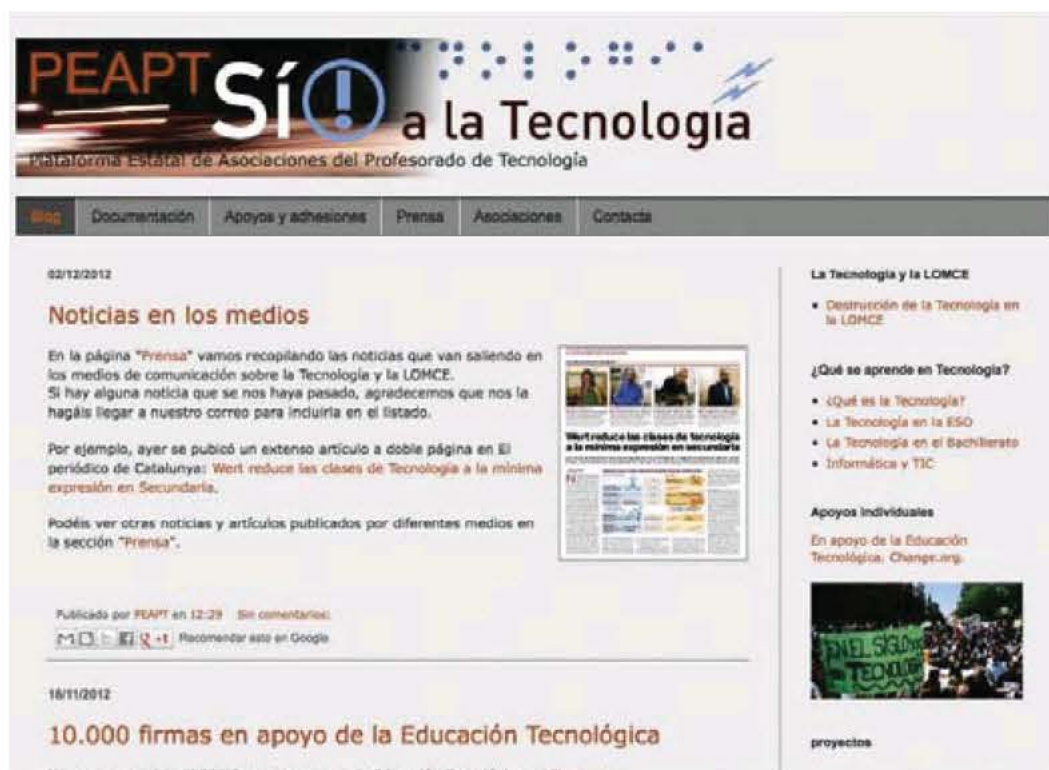 PEAPT Sí! a la Tecnología
Plataforma Estatal de Asociaciones del Profesorado de Tecnología
Blog Documentación Apoyos y adhesiones Prensa Asociaciones Contacta
02/12/2012
Noticias en los medios
En la página "Prensa" vamos recopilando las noticias que van saliendo en
los medios de comunicación sobre la Tecnología y la LOMCE.
Si hay alguna noticia que se nos haya pasado, agradecemos que nos la
hagáis llegar a nuestro correo para incluirla en el listado.
Por ejemplo, ayer se pubicó un extenso artículo a doble página en El
periódico de Catalunya: Wert reduce las clases de Tecnología a la mínima
expresión en Secundaria.
Podéis ver otras noticias y artículos publicados por diferentes medios en
la sección "Prensa".
Wert reduce las clases de tecnología
a la mínima expresión en secundaria
Publicado por PEAPT en 12:29 Sin comentarios:
+1 Recomendar esto en Google
18/11/2012
10.000 firmas en apoyo de la Educación Tecnológica
La Tecnología y la LOMCE
• Destrucción de la Tecnología en
la LOMCE
¿Qué se aprende en Tecnología?
• ¿Qué es la Tecnología?
• La Tecnología en la ESO
• La Tecnología en el Bachillerato
• Informática y TIC
Apoyos individuales
En apoyo de la Educación
Tecnológica. Change.org.
EN EL SIGLO
TECNOLOG
proyectos